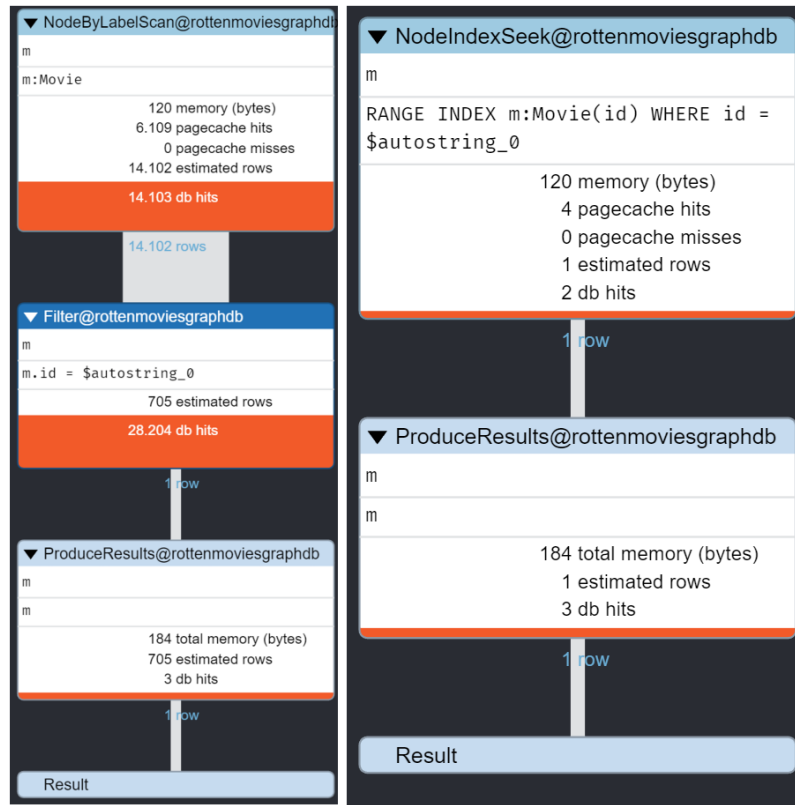 NodeByLabelScan@rottenmoviesgraphdb
m
m:Movie
120 memory (bytes)
6.109 pagecache hits
0 pagecache misses
14.102 estimated rows
14.103 db hits
14.102 rows
Filter@rottenmoviesgraphdb
m
m.id = $autostring_0
705 estimated rows
28.204 db hits
1 row
ProduceResults@rottenmoviesgraphdb
m
m
184 total memory (bytes)
705 estimated rows
3 db hits
1 row
Result
NodeIndexSeek@rottenmoviesgraphdb
m
RANGE INDEX m:Movie(id) WHERE id =
$autostring_0
120 memory (bytes)
4 pagecache hits
0 pagecache misses
1 estimated rows
2 db hits
1 row
ProduceResults@rottenmoviesgraphdb
m
m
184 total memory (bytes)
1 estimated rows
3 db hits
1 row
Result